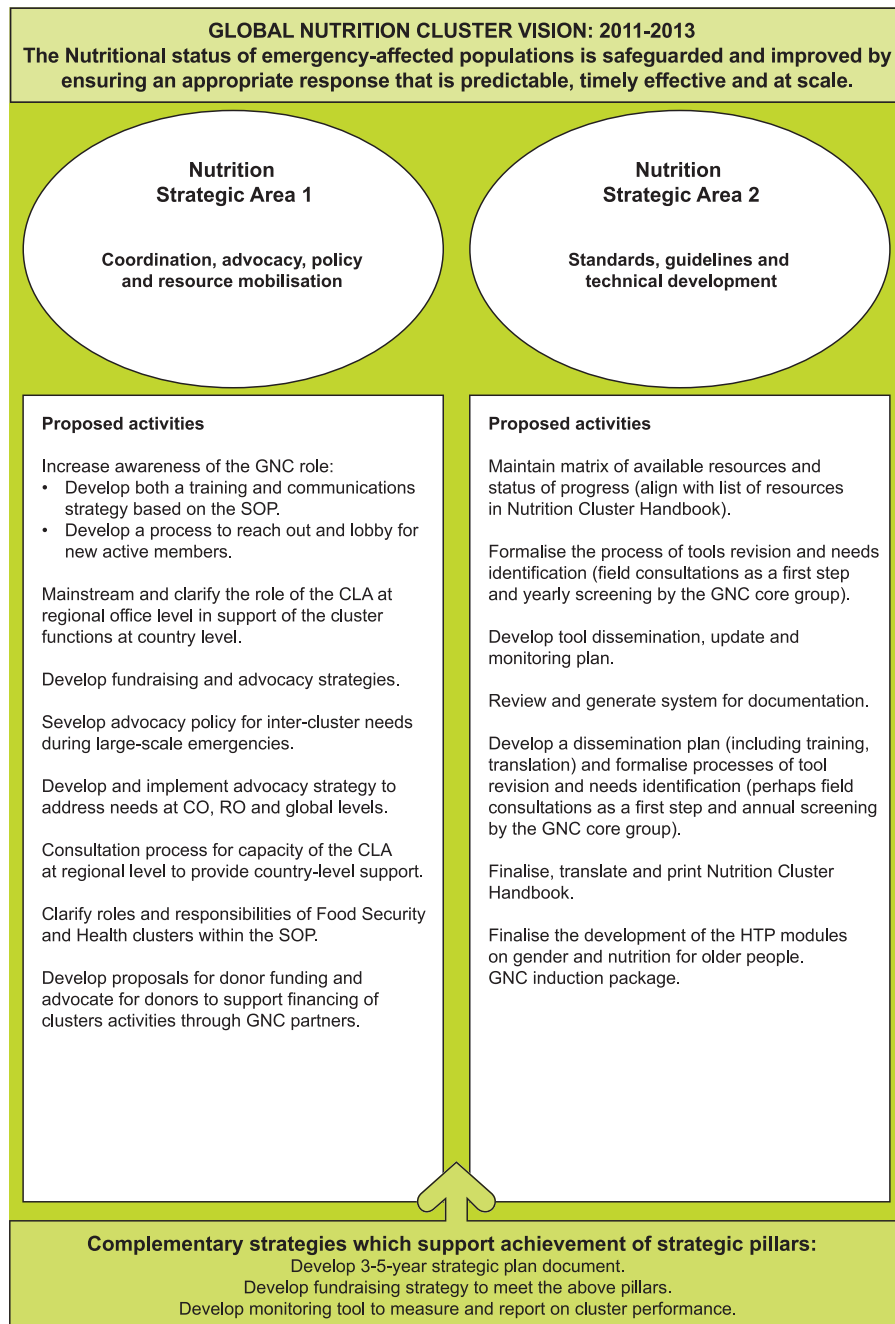 GLOBAL NUTRITION CLUSTER VISION: 2011-2013
The Nutritional status of emergency-affected populations is safeguarded and improved by
ensuring an appropriate response that is predictable, timely effective and at scale.
Nutrition
Strategic Area 1
Coordination, advocacy, policy
and resource mobilisation
Proposed activities
Increase awareness of the GNC role:
• Develop both a training and communications
strategy based on the SOP.
• Develop a process to reach out and lobby for
new active members.
Mainstream and clarify the role of the CLA at
regional office level in support of the cluster
functions at country level.
Develop fundraising and advocacy strategies.
Sevelop advocacy policy for inter-cluster needs
during large-scale emergencies.
Develop and implement advocacy strategy to
address needs at CO, RO and global levels.
Consultation process for capacity of the CLA
at regional level to provide country-level support.
Clarify roles and responsibilities of Food Security
and Health clusters within the SOP.
Develop proposals for donor funding and
advocate for donors to support financing of
clusters activities through GNC partners.
Nutrition
Strategic Area 2
Standards, guidelines and
technical development
Proposed activities
Maintain matrix of available resources and
status of progress (align with list of resources
in Nutrition Cluster Handbook).
Formalise the process of tools revision and needs
identification (field consultations as a first step
and yearly screening by the GNC core group).
Develop tool dissemination, update and
monitoring plan.
Review and generate system for documentation.
Develop a dissemination plan (including training,
translation) and formalise processes of tool
revision and needs identification (perhaps field
consultations as a first step and annual screening
by the GNC core group).
Finalise, translate and print Nutrition Cluster
Handbook.
Finalise the development of the HTP modules
on gender and nutrition for older people.
GNC induction package.
Complementary strategies which support achievement of strategic pillars:
Develop 3-5-year strategic plan document.
Develop fundraising strategy to meet the above pillars.
Develop monitoring tool to measure and report on cluster performance.